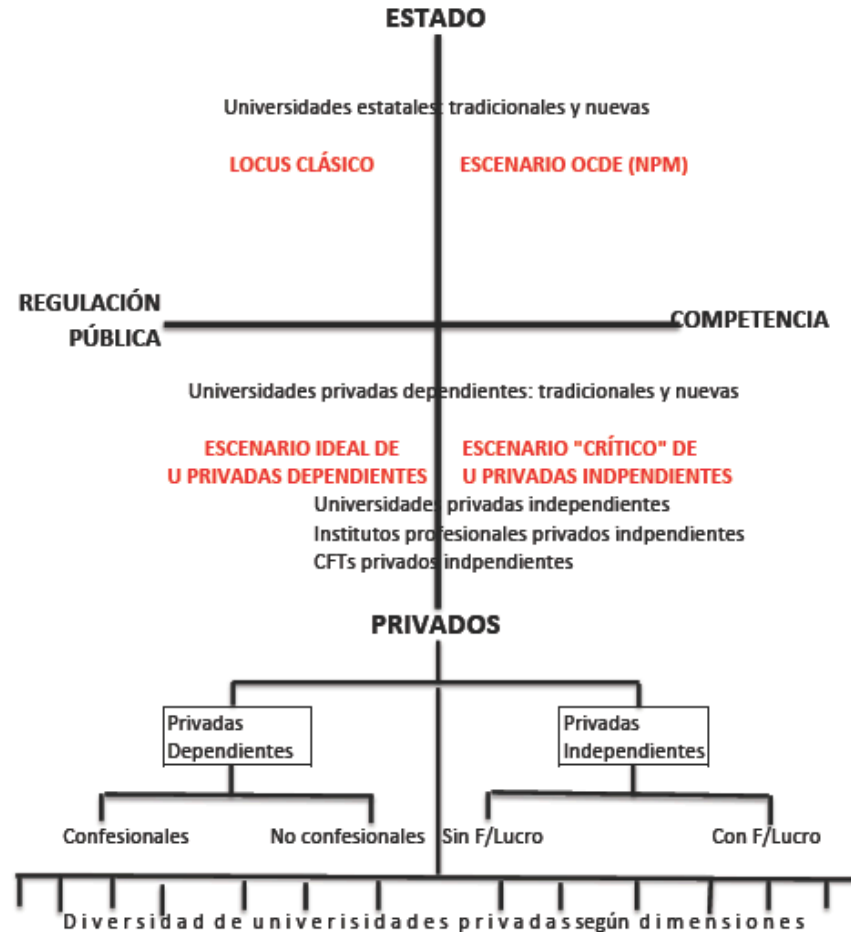 ESTADO
Universidades estatales: tradicionales y nuevas
LOCUS CLÁSICO
ESCENARIO OCDE (NPM)
REGULACIÓN
PÚBLICA
COMPETENCIA
Universidades privadas dependientes: tradicionales y nuevas
ESCENARIO IDEAL DE
U PRIVADAS DEPENDIENTES
ESCENARIO "CRÍTICO" DE
U PRIVADAS INDPENDIENTES
Universidades privadas independientes
Institutos profesionales privados indpendientes
CFTs privados indpendientes
PRIVADOS
Privadas
Dependientes
Privadas
Independientes
Confesionales
No confesionales
Sin F/Lucro
Con F/Lucro
Diversidad de univerisidades privadas según dimensiones